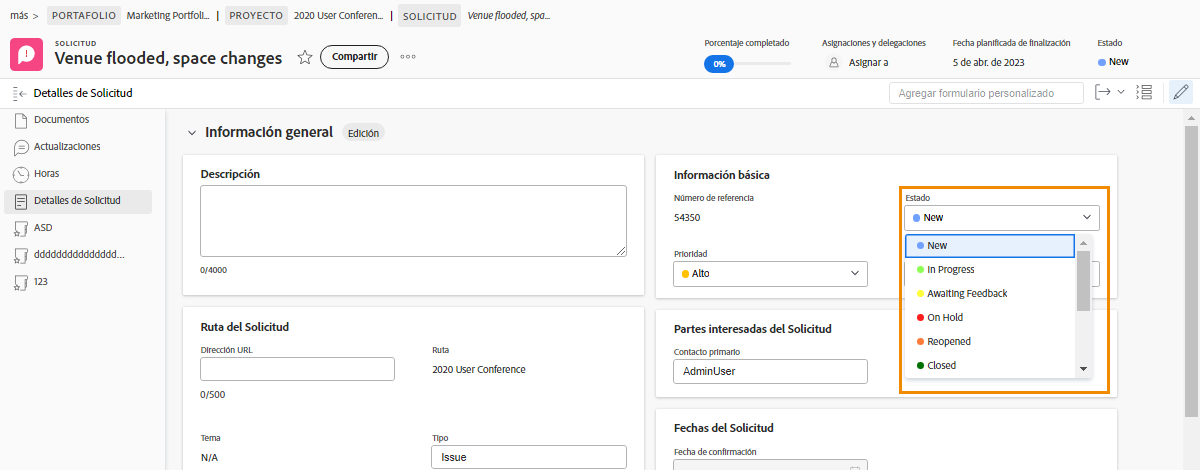 más > PORTAFOLIO Marketing Portfoli... | PROYECTO 2020 User Conferen... | SOLICITUD Venue flooded, spa...
SOLICITUD
Venue flooded, space changes
Compartir
Porcentaje completado
0%
Asignaciones y delegaciones
Asignar a
Fecha planificada de finalización
5 de abr. de 2023
Estado
New
Detalles de Solicitud
Agregar formulario personalizado
Documentos
Actualizaciones
Horas
Detalles de Solicitud
ASD
ddddddddddddddd...
123
Información general Edición
Descripción
0/4000
Información básica
Número de referencia
54350
Estado
New
Prioridad
Alto
New
In Progress
Awaiting Feedback
On Hold
Reopened
Closed
Ruta del Solicitud
Dirección URL
0/500
Ruta
2020 User Conference
Tema
N/A
Tipo
Issue
Partes interesadas del Solicitud
Contacto primario
AdminUser
Fechas del Solicitud
Fecha de confirmación